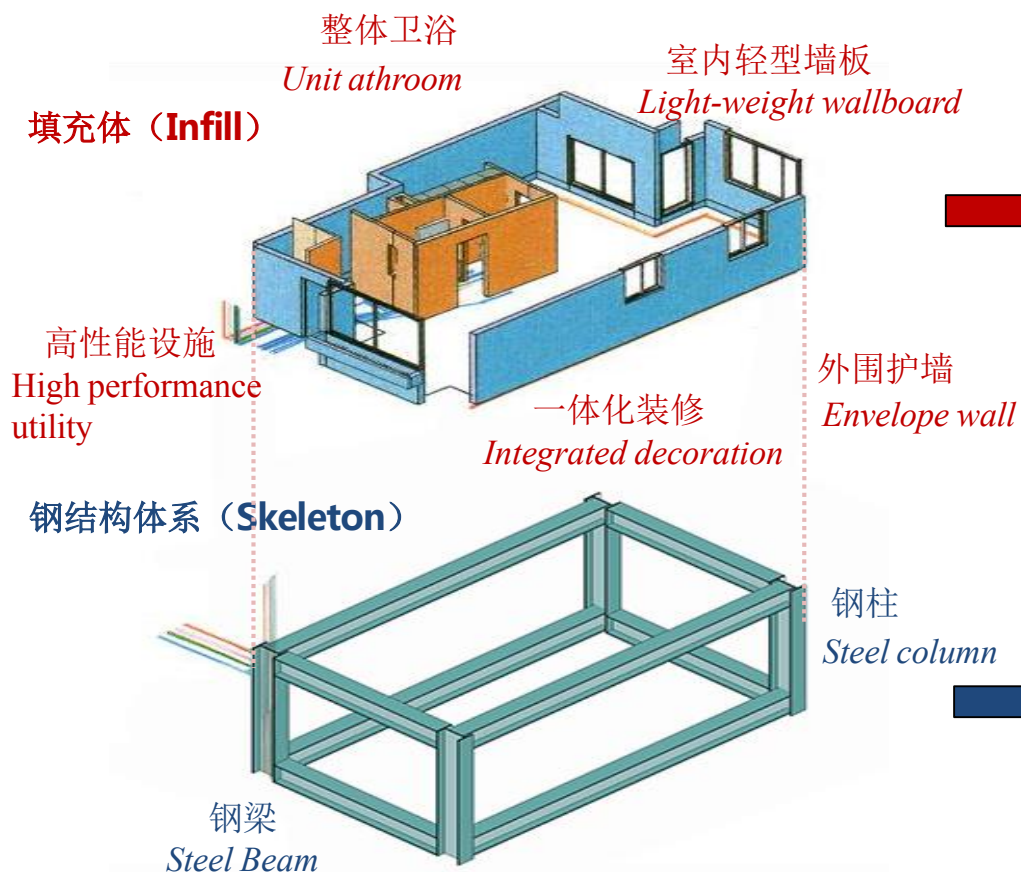 整体卫浴
Unit athroom
室内轻型墙板
Light-weight wallboard
填充体（Infill）
高性能设施
High performance
utility
一体化装修
Integrated decoration
外围护墙
Envelope wall
钢结构体系（Skeleton）
钢柱
Steel column
钢梁
Steel Beam